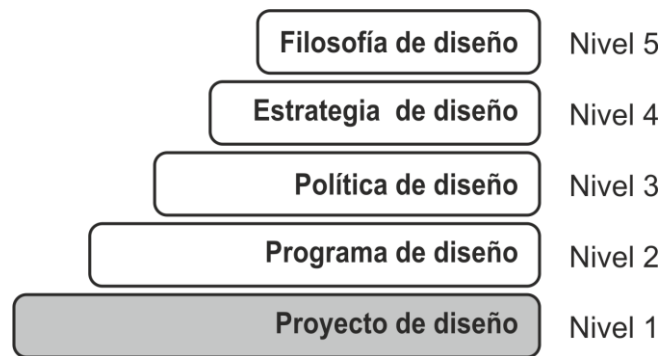 Filosofía de diseño Nivel 5
Estrategia de diseño Nivel 4
Política de diseño Nivel 3
Programa de diseño Nivel 2
Proyecto de diseño Nivel 1